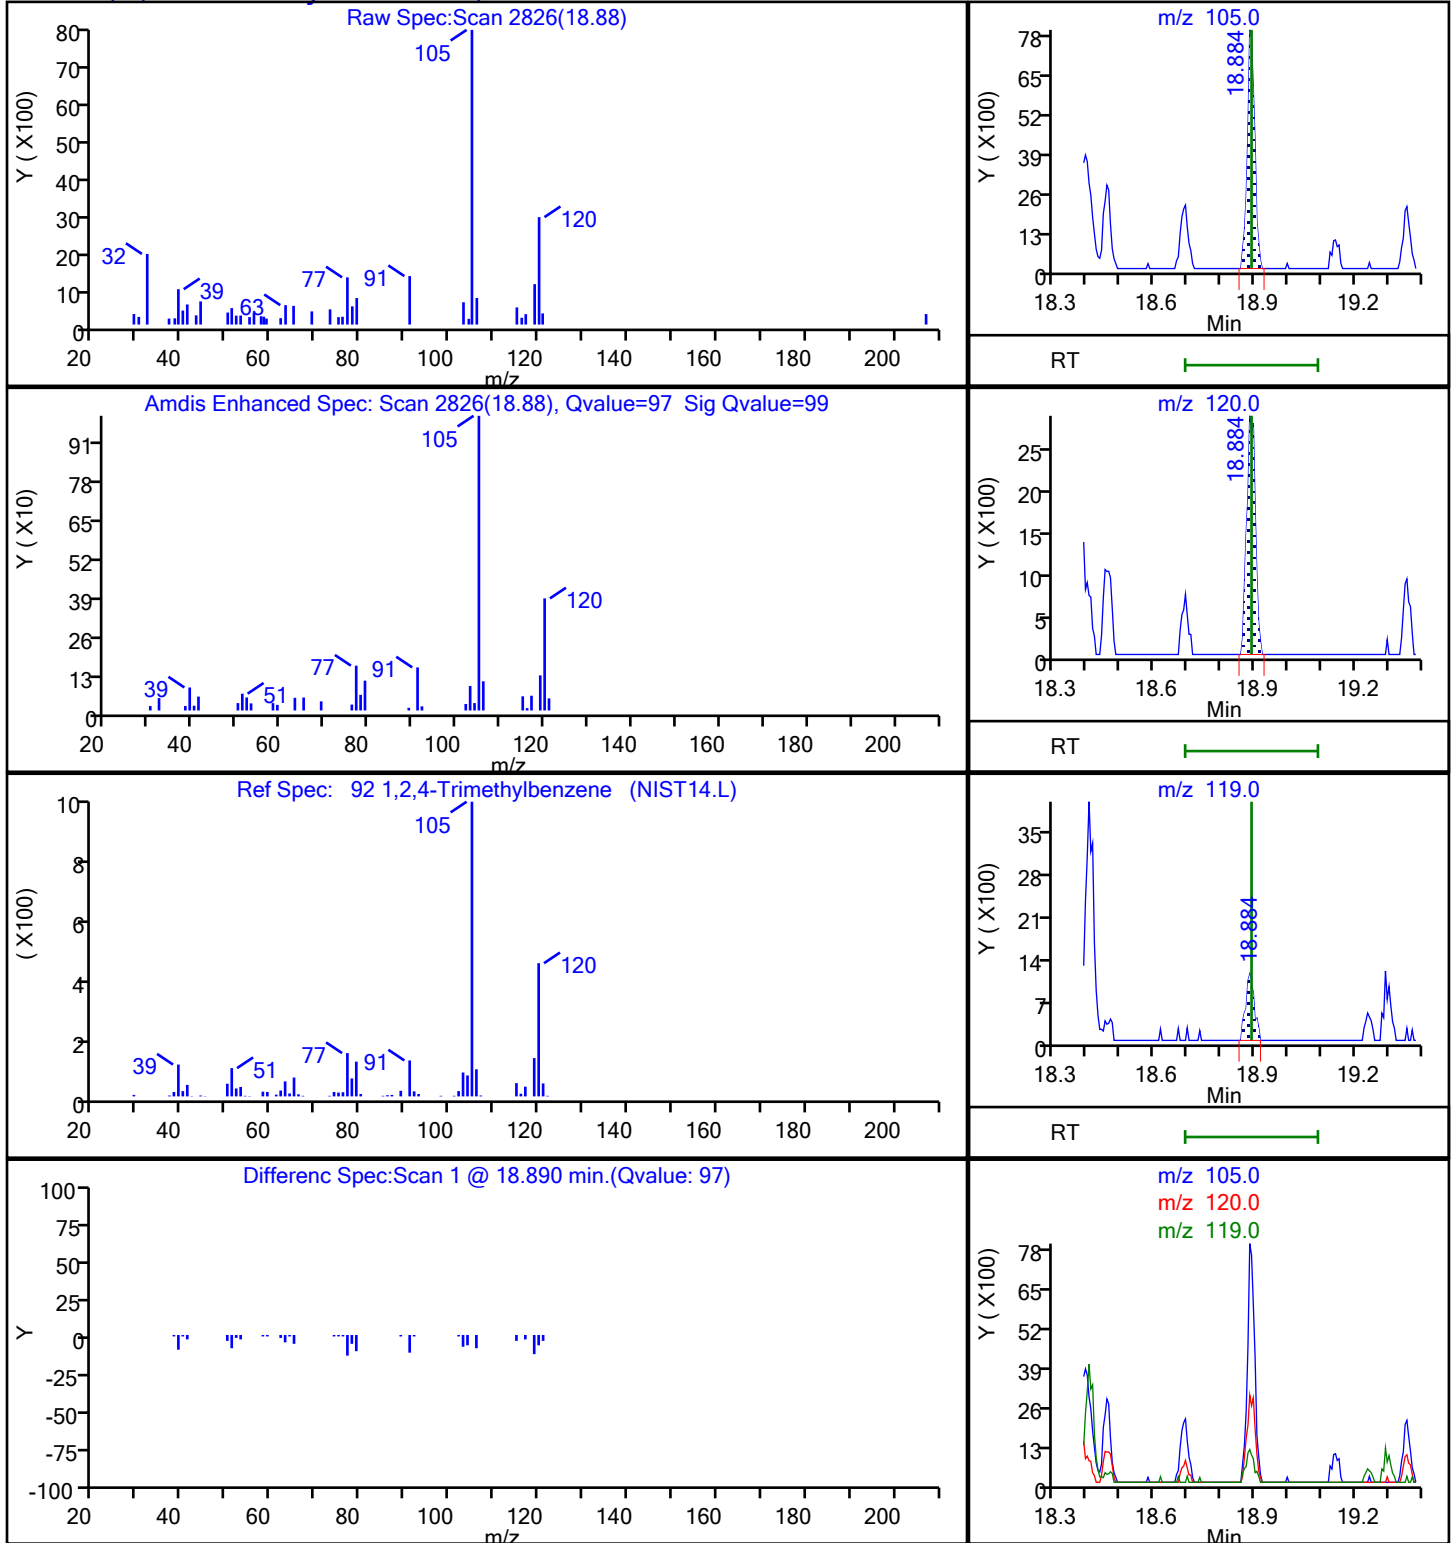 Raw Spec:Scan 2826(18.88)
Y ( X100)
80
70
60
50
40
30
20
10
0
105
120
32
39
63
77
91
20 40 60 80 100 120 140 160 180 200
m/z
m/z 105.0
Y ( X100)
78
65
52
39
26
13
0
18.884
18.3 18.6 18.9 19.2
Min
RT
Amdis Enhanced Spec: Scan 2826(18.88), Qvalue=97 Sig Qvalue=99
Y ( X10)
91
78
65
52
39
26
13
0
105
120
39
51
77
91
20 40 60 80 100 120 140 160 180 200
m/z
m/z 120.0
Y ( X100)
25
20
15
10
5
0
18.884
18.3 18.6 18.9 19.2
Min
RT
Ref Spec: 92 1,2,4-Trimethylbenzene (NIST14.L)
( X100)
10
8
6
4
2
0
105
120
39
51
77
91
20 40 60 80 100 120 140 160 180 200
m/z 119.0
Y ( X100)
35
28
21
14
7
0
18.884
18.3 18.6 18.9 19.2
Min
RT
Differenc Spec:Scan 1 @ 18.890 min.(Qvalue: 97)
Y
100
75
50
25
0
-25
-50
-75
-100
20 40 60 80 100 120 140 160 180 200
m/z
m/z 105.0
m/z 120.0
m/z 119.0
Y ( X100)
78
65
52
39
26
13
0
18.3 18.6 18.9 19.2
Min